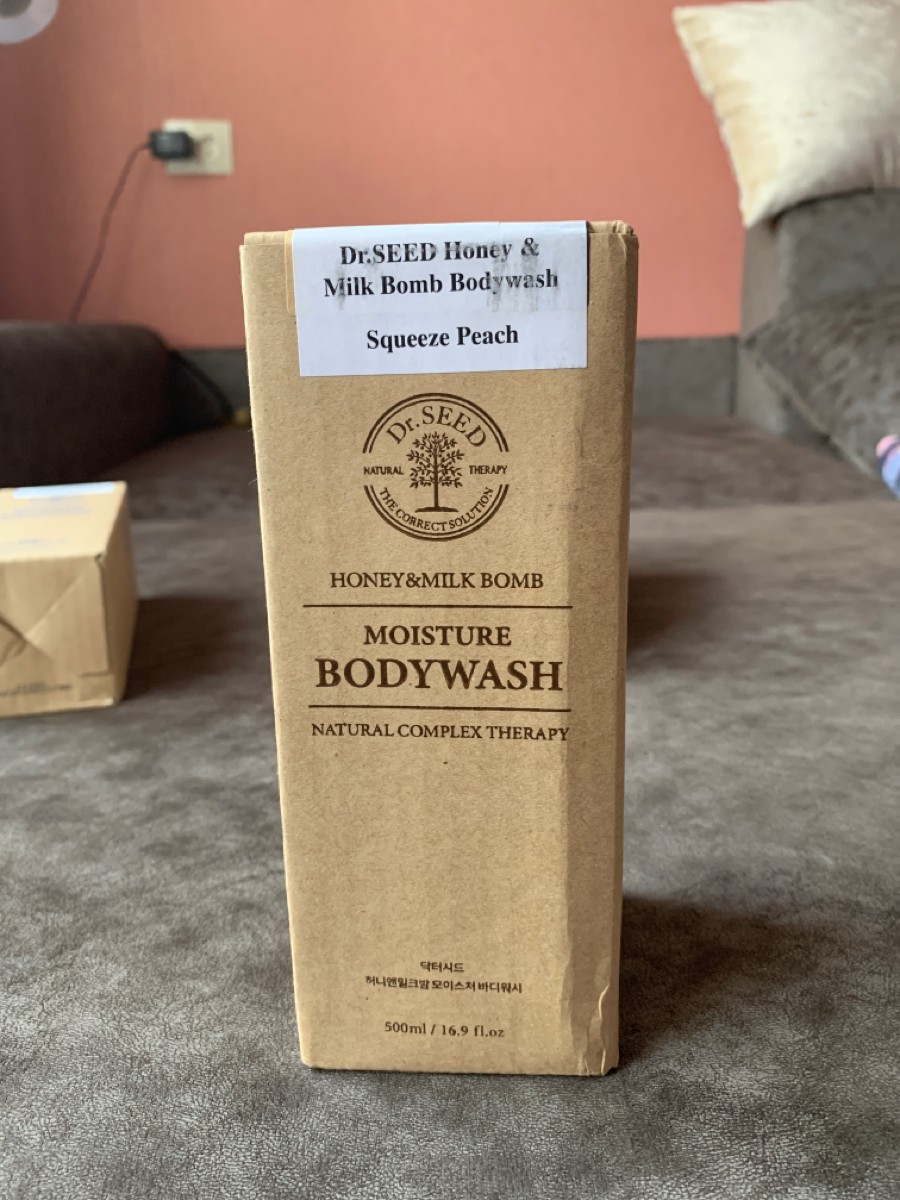 Dr.SEED Honey &
Milk Bomb Bodywash
Squeeze Peach
Dr.SEED
NATURAL THERAPY
THE CORRECT SOLUTION
HONEY&MILK BOMB
MOISTURE
BODYWASH
NATURAL COMPLEX THERAPY
닥터시드
허니앤밀크밤 모이스처 바디워시
500ml / 16.9 fl.oz